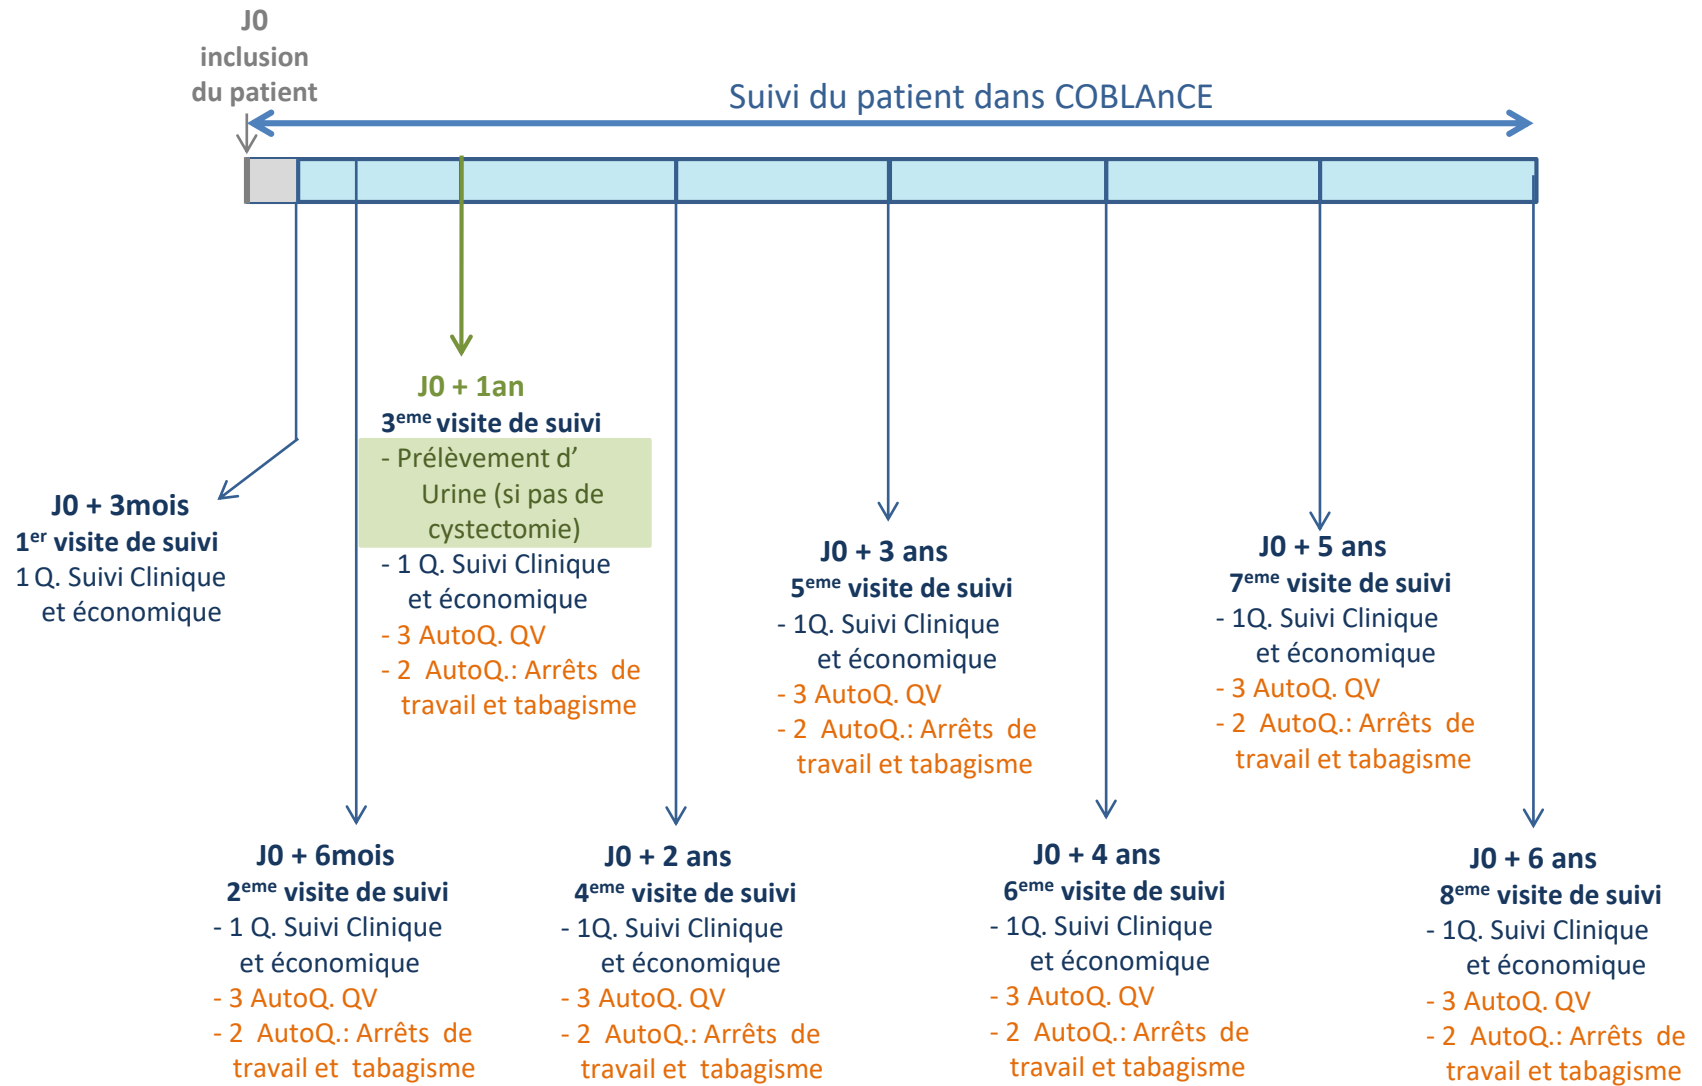 J0
inclusion
du patient
Suivi du patient dans COBLAnCE
J0 + 1an
3eme visite de suivi
- Prélèvement d’
Urine (si pas de
cystectomie)
- 1 Q. Suivi Clinique
et économique
- 3 AutoQ. QV
- 2 AutoQ.: Arrêts de
travail et tabagisme
J0 + 3mois
1er visite de suivi
1 Q. Suivi Clinique
et économique
J0 + 3 ans
5eme visite de suivi
- 1Q. Suivi Clinique
et économique
- 3 AutoQ. QV
- 2 AutoQ.: Arrêts de
travail et tabagisme
J0 + 5 ans
7eme visite de suivi
- 1Q. Suivi Clinique
et économique
- 3 AutoQ. QV
- 2 AutoQ.: Arrêts de
travail et tabagisme
J0 + 6mois
2eme visite de suivi
- 1 Q. Suivi Clinique
et économique
- 3 AutoQ. QV
- 2 AutoQ.: Arrêts de
travail et tabagisme
J0 + 2 ans
4eme visite de suivi
- 1Q. Suivi Clinique
et économique
- 3 AutoQ. QV
- 2 AutoQ.: Arrêts de
travail et tabagisme
J0 + 4 ans
6eme visite de suivi
- 1Q. Suivi Clinique
et économique
- 3 AutoQ. QV
- 2 AutoQ.: Arrêts de
travail et tabagisme
J0 + 6 ans
8eme visite de suivi
- 1Q. Suivi Clinique
et économique
- 3 AutoQ. QV
- 2 AutoQ.: Arrêts de
travail et tabagisme